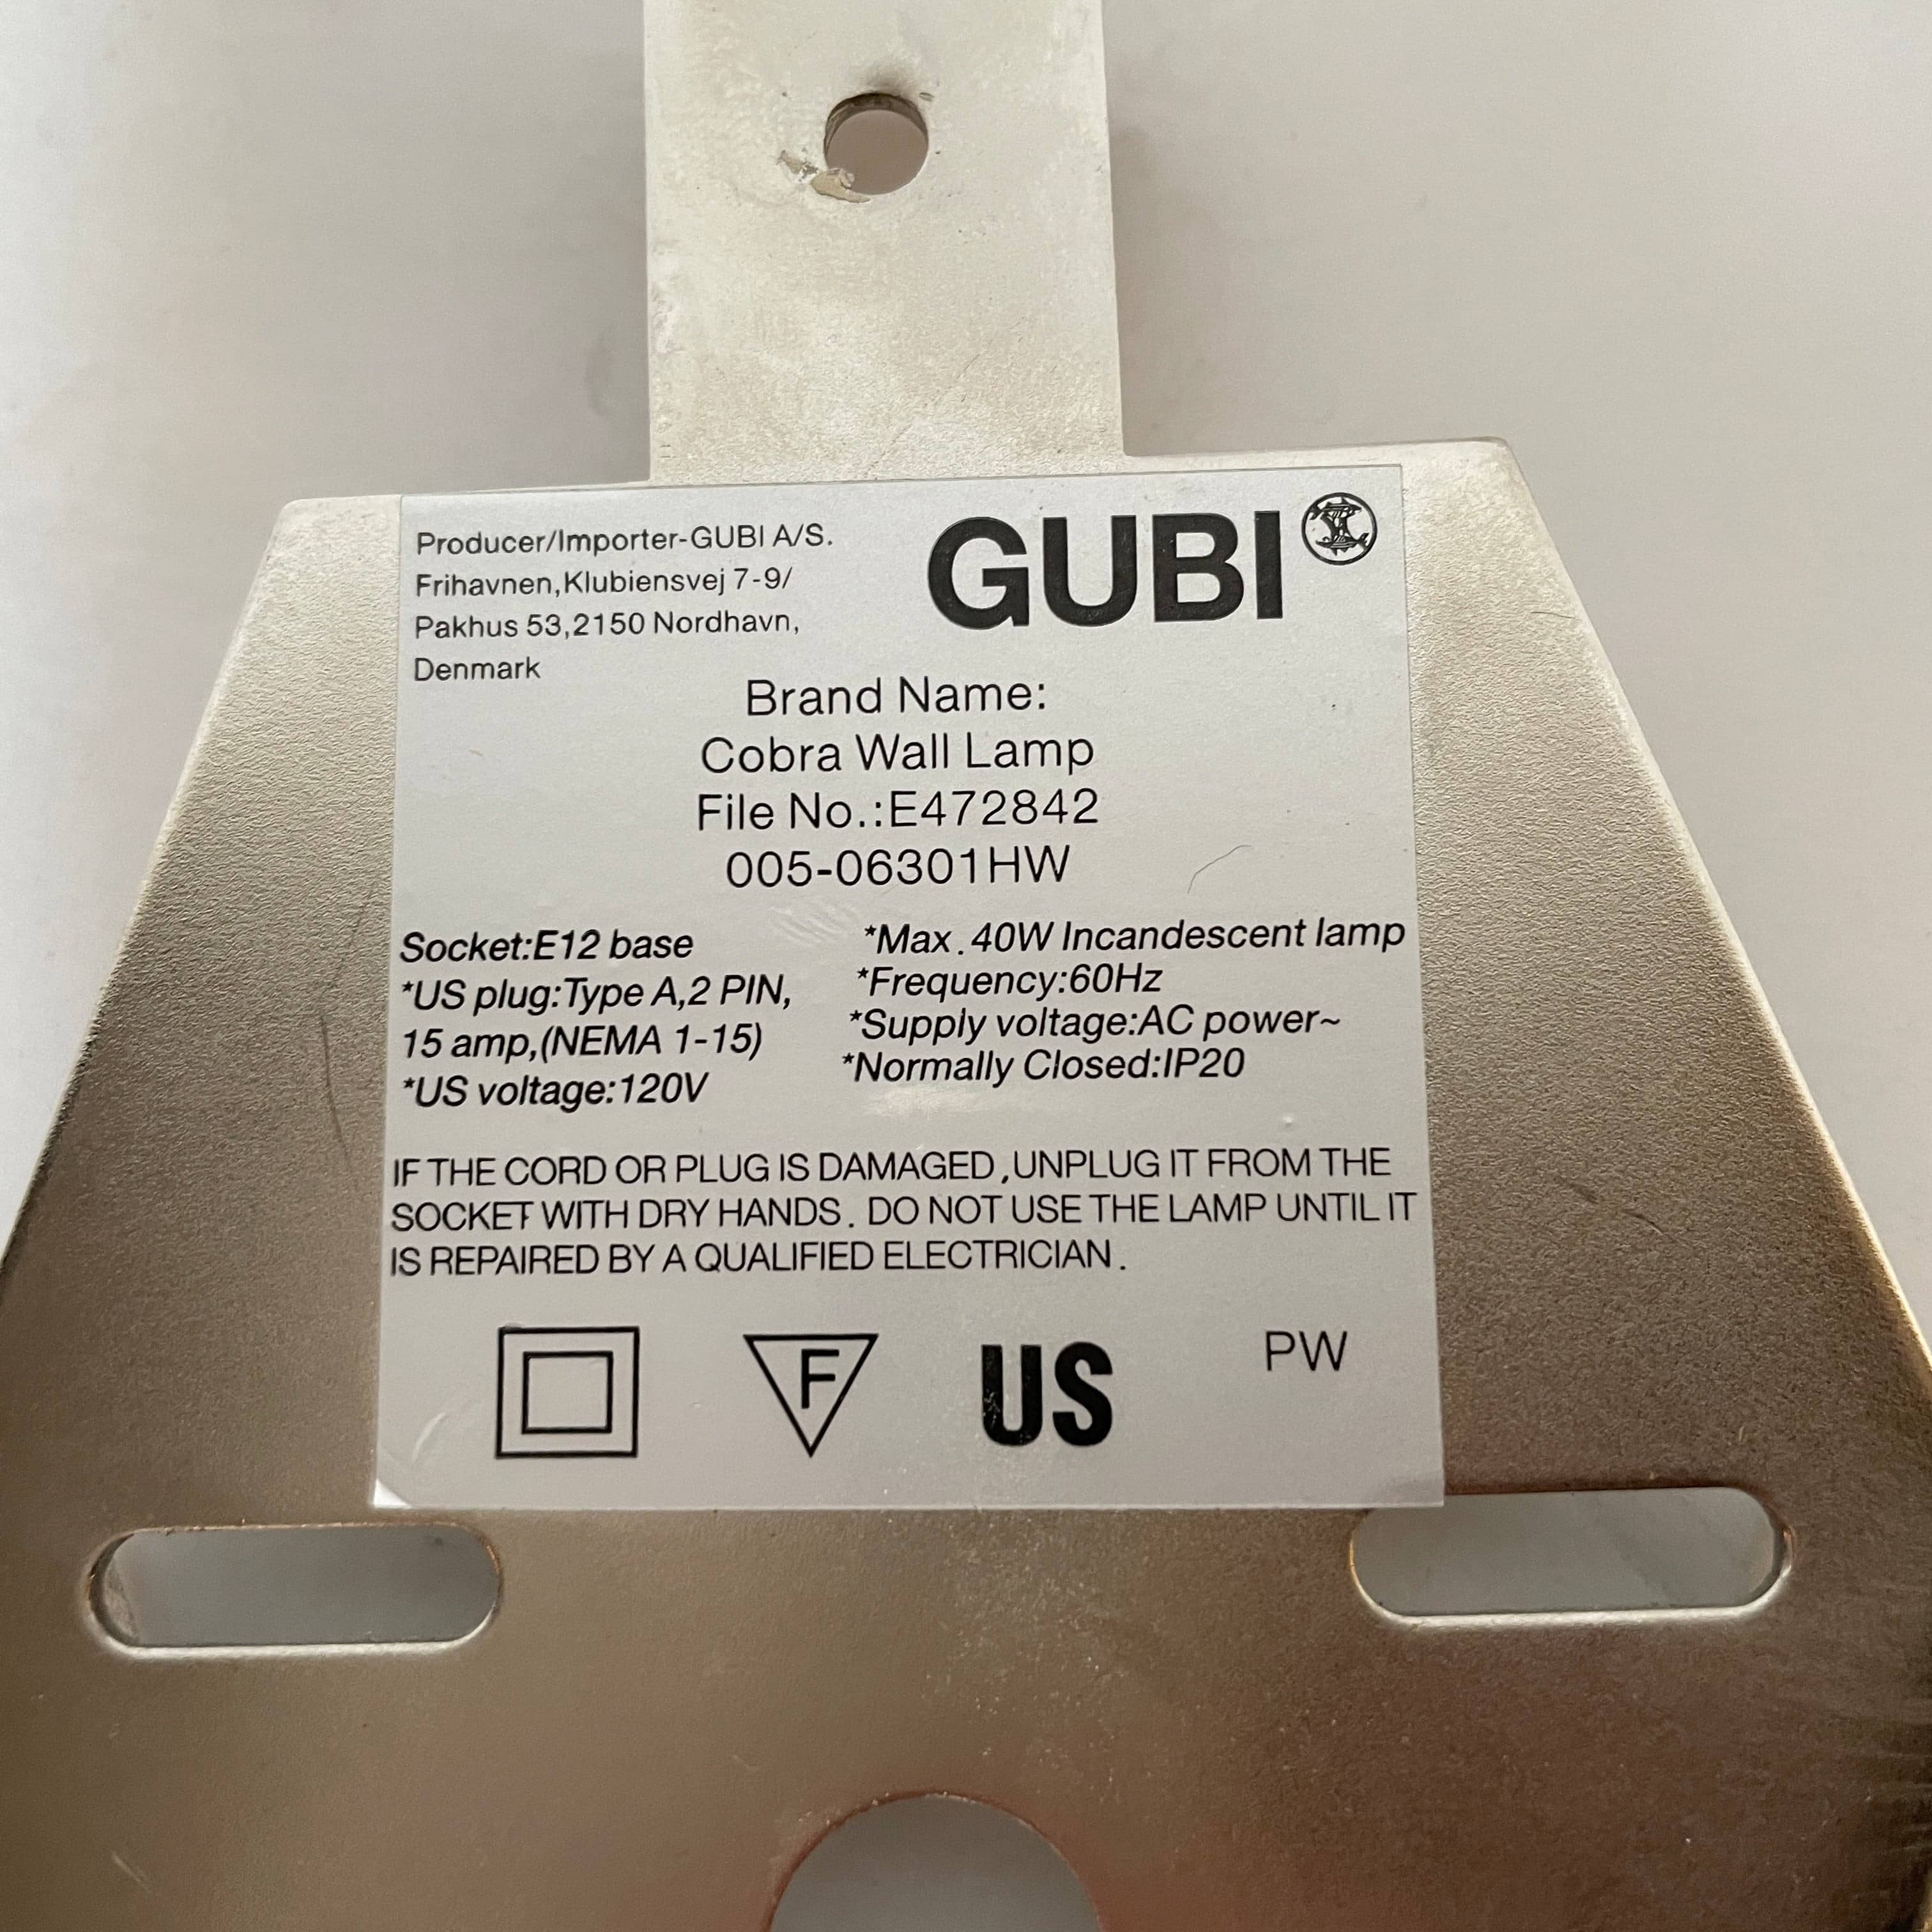 Producer/Importer-GUBI A/S.
Frihavnen,Klubiensvej 7-9/
Pakhus 53,2150 Nordhavn,
Denmark
GUBI
Brand Name:
Cobra Wall Lamp
File No.:E472842
005-06301HW
Socket:E12 base
*US plug:Type A,2 PIN,
15 amp,(NEMA 1-15)
*US voltage:120V
*Max.40W Incandescent lamp
*Frequency:60Hz
*Supply voltage:AC power~
*Normally Closed:IP20
IF THE CORD OR PLUG IS DAMAGED,UNPLUG IT FROM THE
SOCKET WITH DRY HANDS. DO NOT USE THE LAMP UNTIL IT
IS REPAIRED BY A QUALIFIED ELECTRICIAN.
F
US
PW